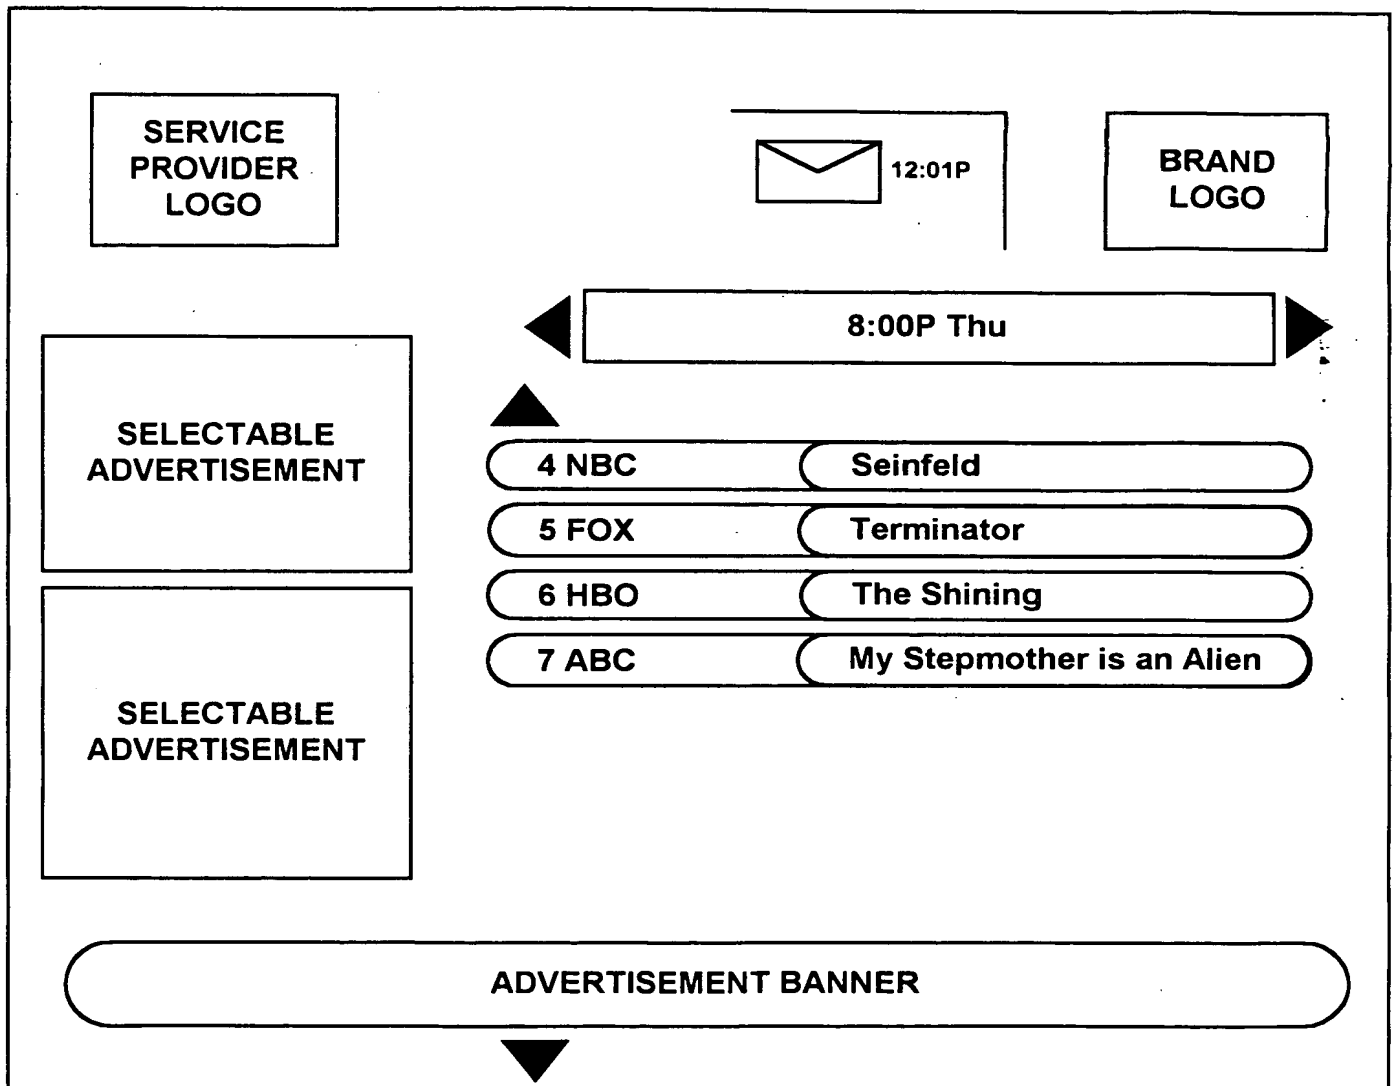 SERVICE
PROVIDER
LOGO
12:01P
BRAND
LOGO
8:00P Thu
SELECTABLE
ADVERTISEMENT
4 NBC Seinfeld
5 FOX Terminator
6 HBO The Shining
7 ABC My Stepmother is an Alien
SELECTABLE
ADVERTISEMENT
ADVERTISEMENT BANNER